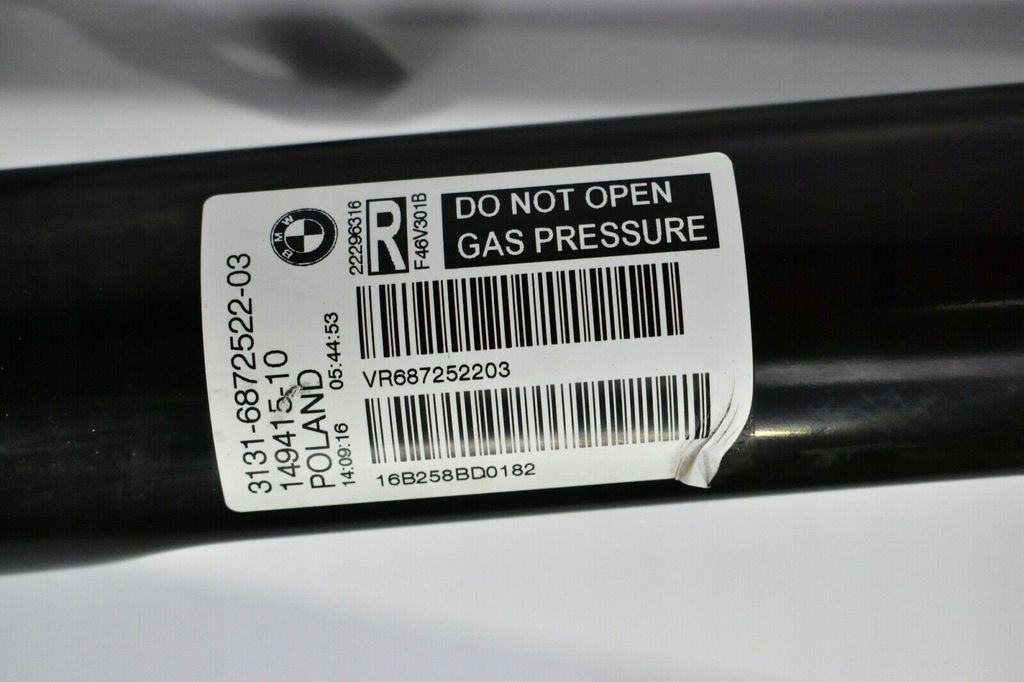 BMW
3131-6872522-03
149415-10
POLAND
14:09:16 05:44:53
22296316
R
F46V301B
DO NOT OPEN
GAS PRESSURE
VR687252203
16B258BD0182